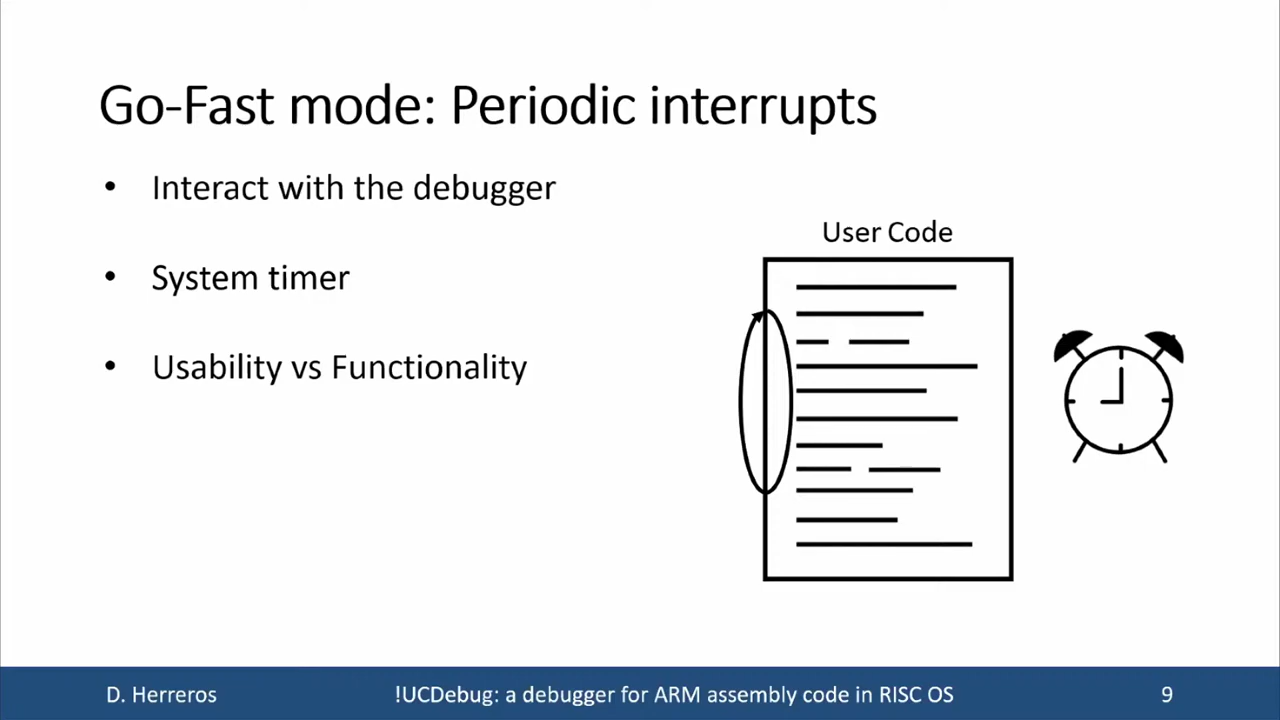 Go-Fast mode: Periodic interrupts
• Interact with the debugger
• System timer
• Usability vs Functionality
User Code
D. Herreros
!UCDebug: a debugger for ARM assembly code in RISC OS
9